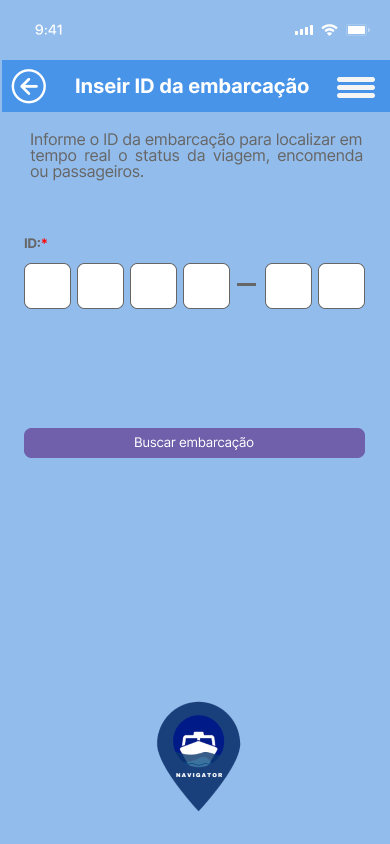 9:41
Inseir ID da embarcação
Informe o ID da embarcação para localizar em
tempo real o status da viagem, encomenda
ou passageiros.
ID:*
Buscar embarcação
NAVIGATOR